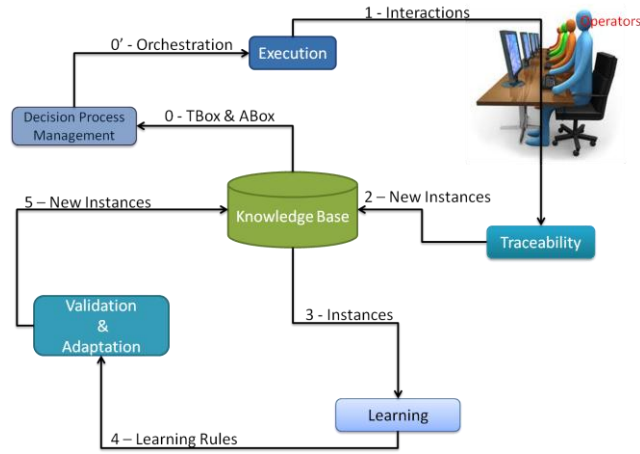 1 - Interactions
Operators
0' - Orchestration
Execution
Decision Process
Management
0 - TBox & ABox
5 – New Instances
2 - New Instances
Knowledge Base
Traceability
Validation
&
Adaptation
3 - Instances
Learning
4 – Learning Rules